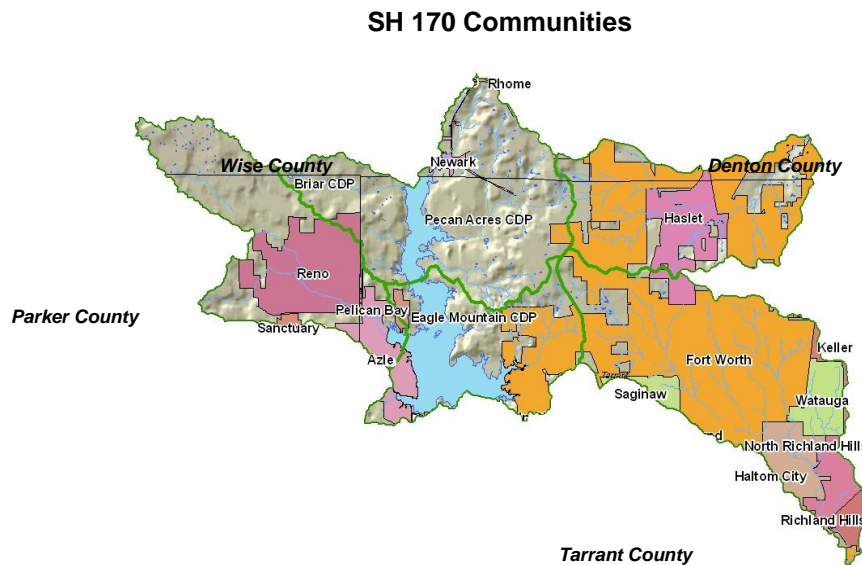 SH 170 Communities
Rhome
Newark
Wise County
Denton County
Briar CDP
Pecan Acres CDP
Haslet
Reno
Pelican Bay
Eagle Mountain CDP
Parker County
Sanctuary
Keller
Azle
Fort Worth
Saginaw
Watauga
North Richland Hills
Haltom City
Richland Hills
Tarrant County